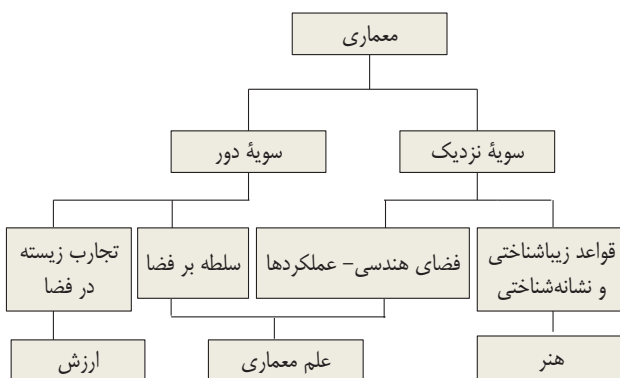 معماری
سویهٔ نزدیک
سویهٔ دور
قواعد زیباشناختی
و نشانه‌شناختی
فضای هندسی- عملکردها
سلطه بر فضا
تجارب زیسته
در فضا
هنر
علم معماری
ارزش